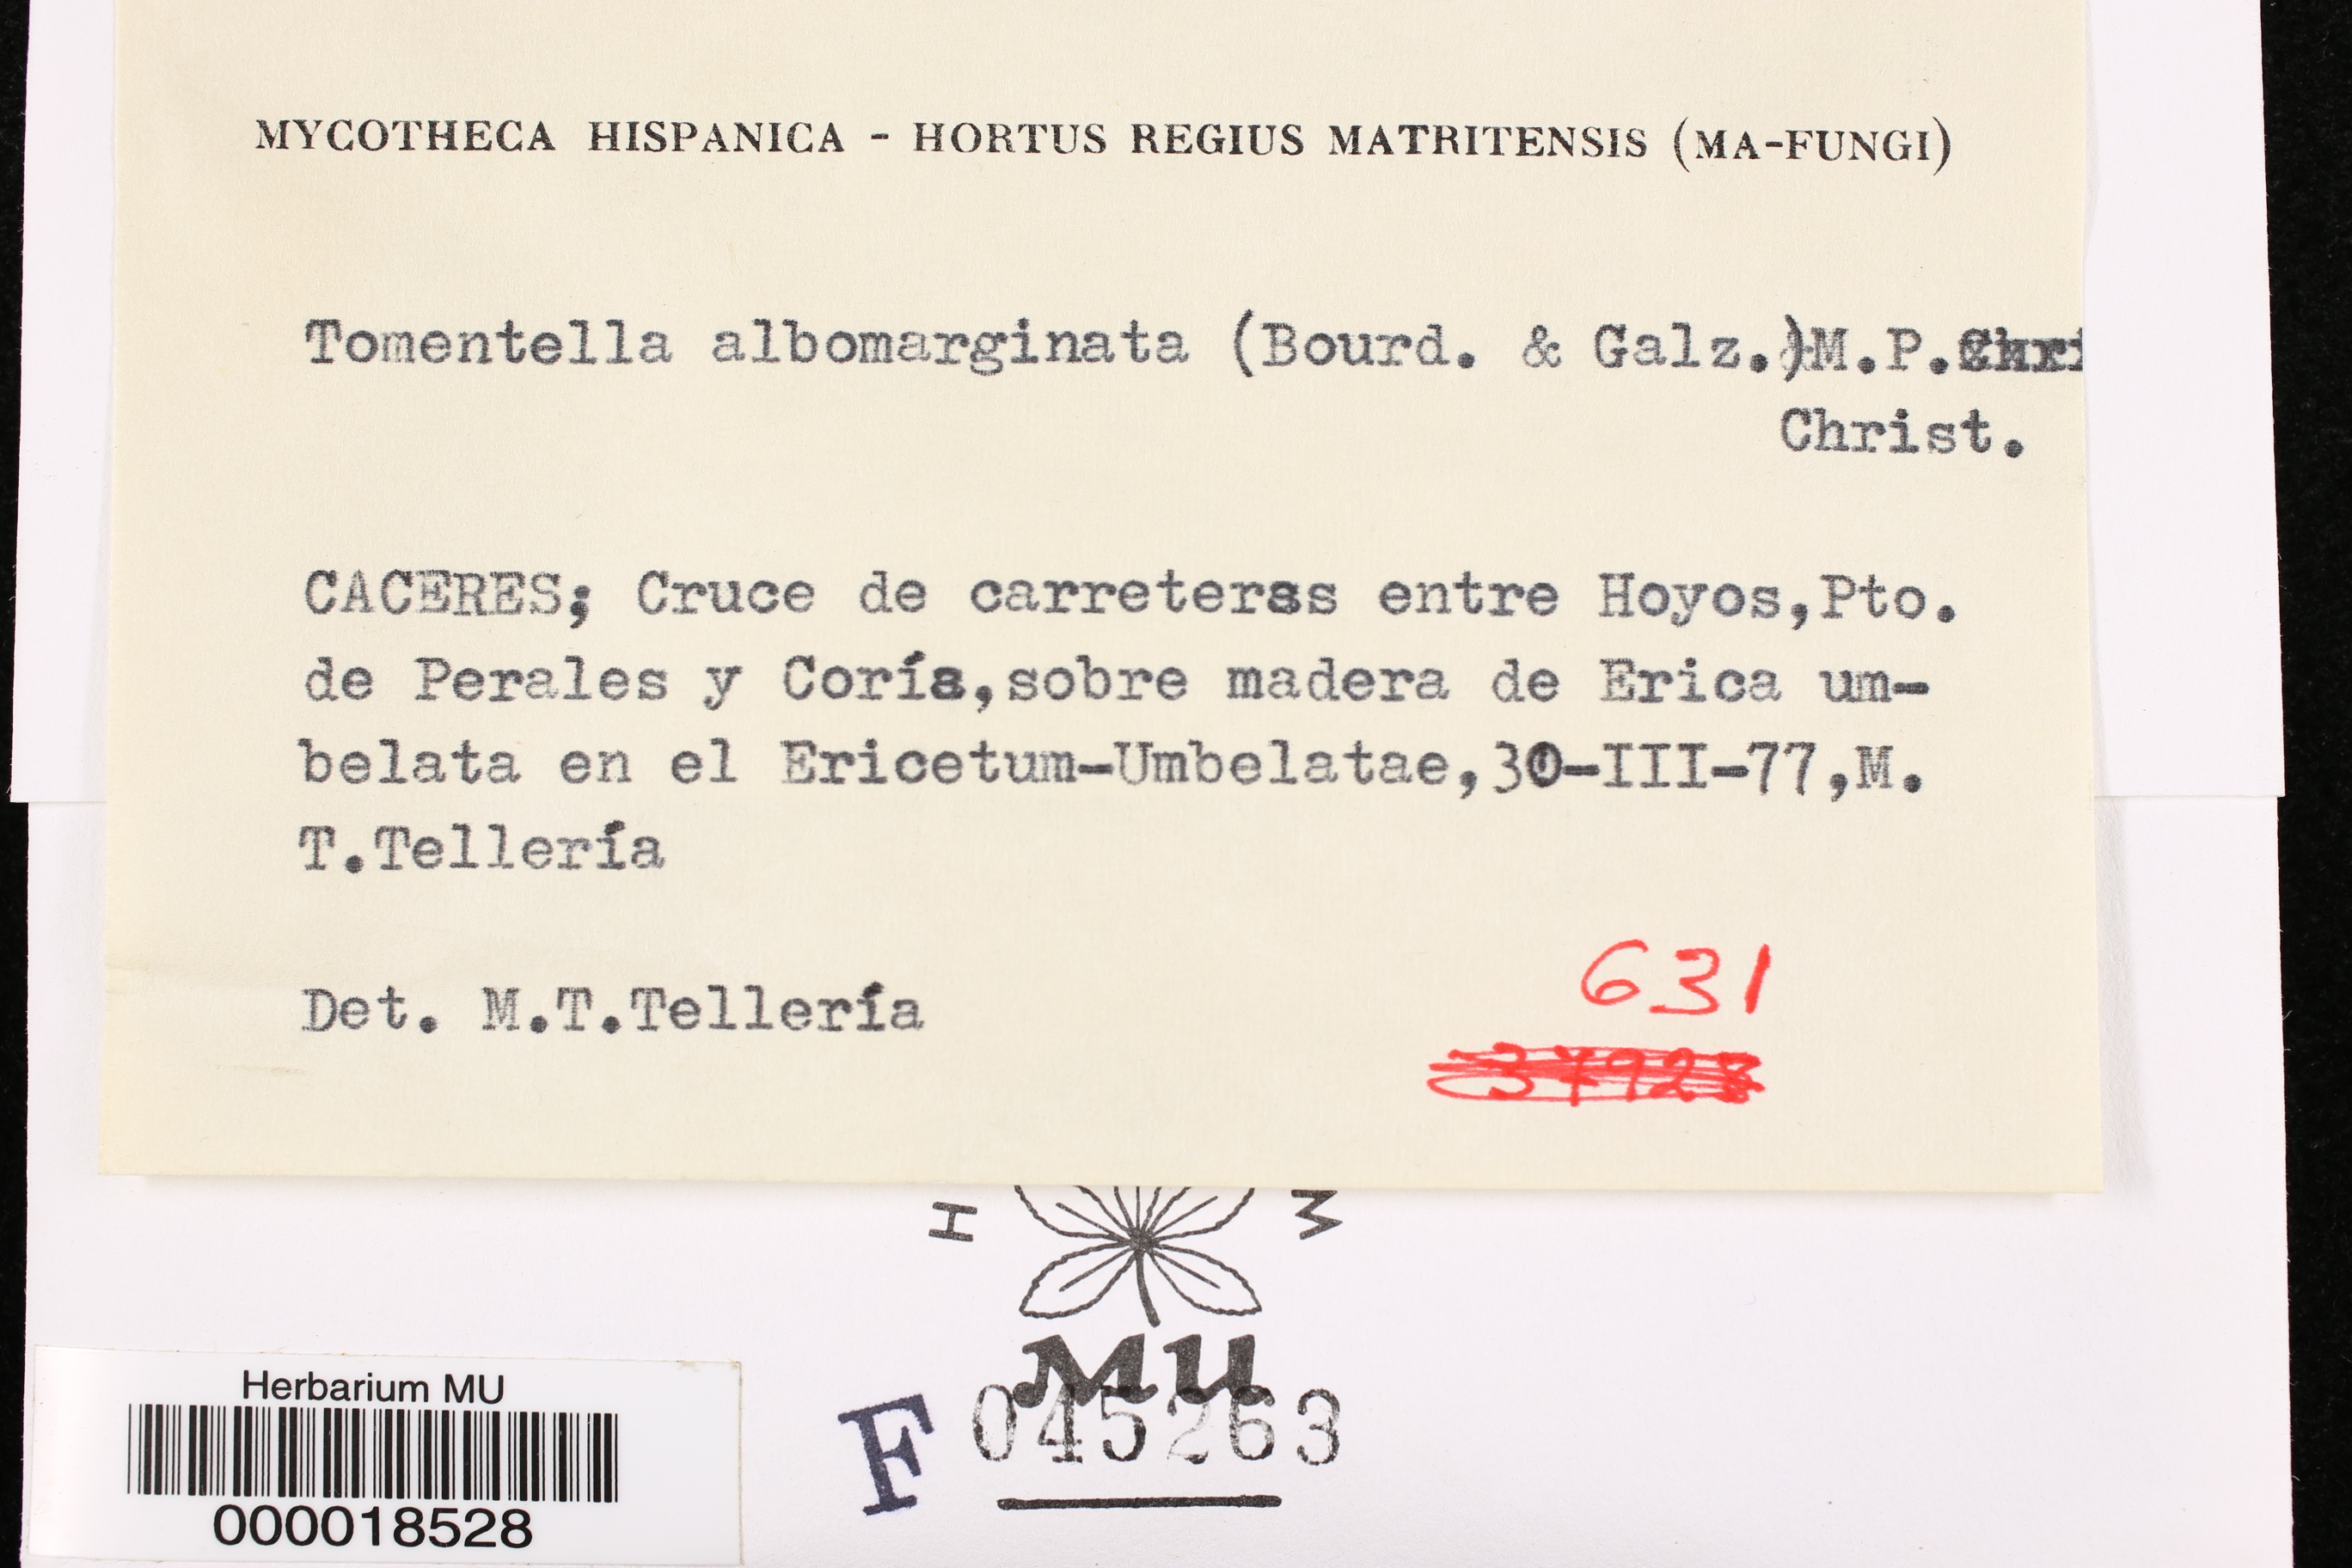 MYCOTHECA HISPANICA - HORTUS REGIUS MATRITENSIS (MA-FUNGI)
Tomentella albomarginata (Bourd. & Galz.)M.P.
Christ.
CACERES; Cruce de carreteras entre Hoyos,Pto.
de Perales y Coría,sobre madera de Erica um-
belata en el Ericetum-Umbelatae,30-III-77,M.
T.Tellería
Det. M.T.Tellería
631
H M
MU
F 045263
Herbarium MU
000018528